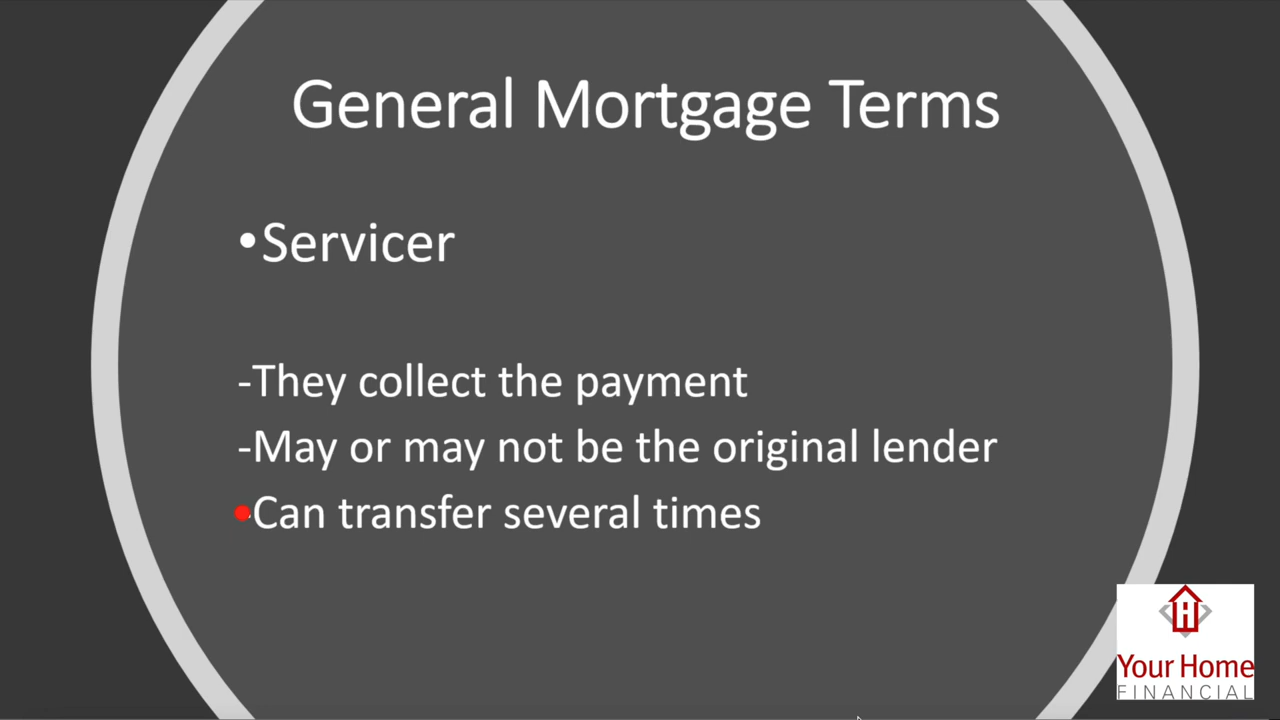 General Mortgage Terms
•Servicer
-They collect the payment
-May or may not be the original lender
-Can transfer several times
Your Home
FINANCIAL